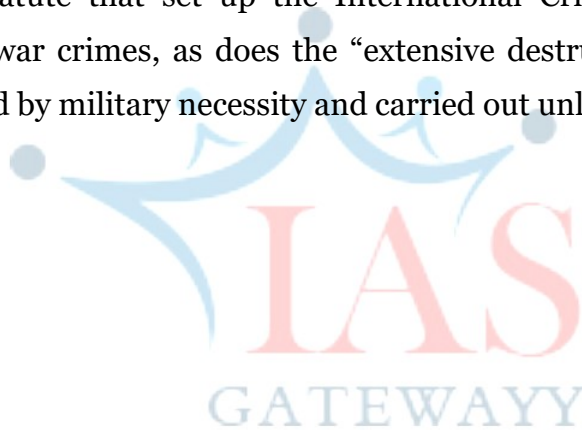 atute that set up the International Cri
war crimes, as does the “extensive destru
d by military necessity and carried out unl
IAS
GATEWAYY